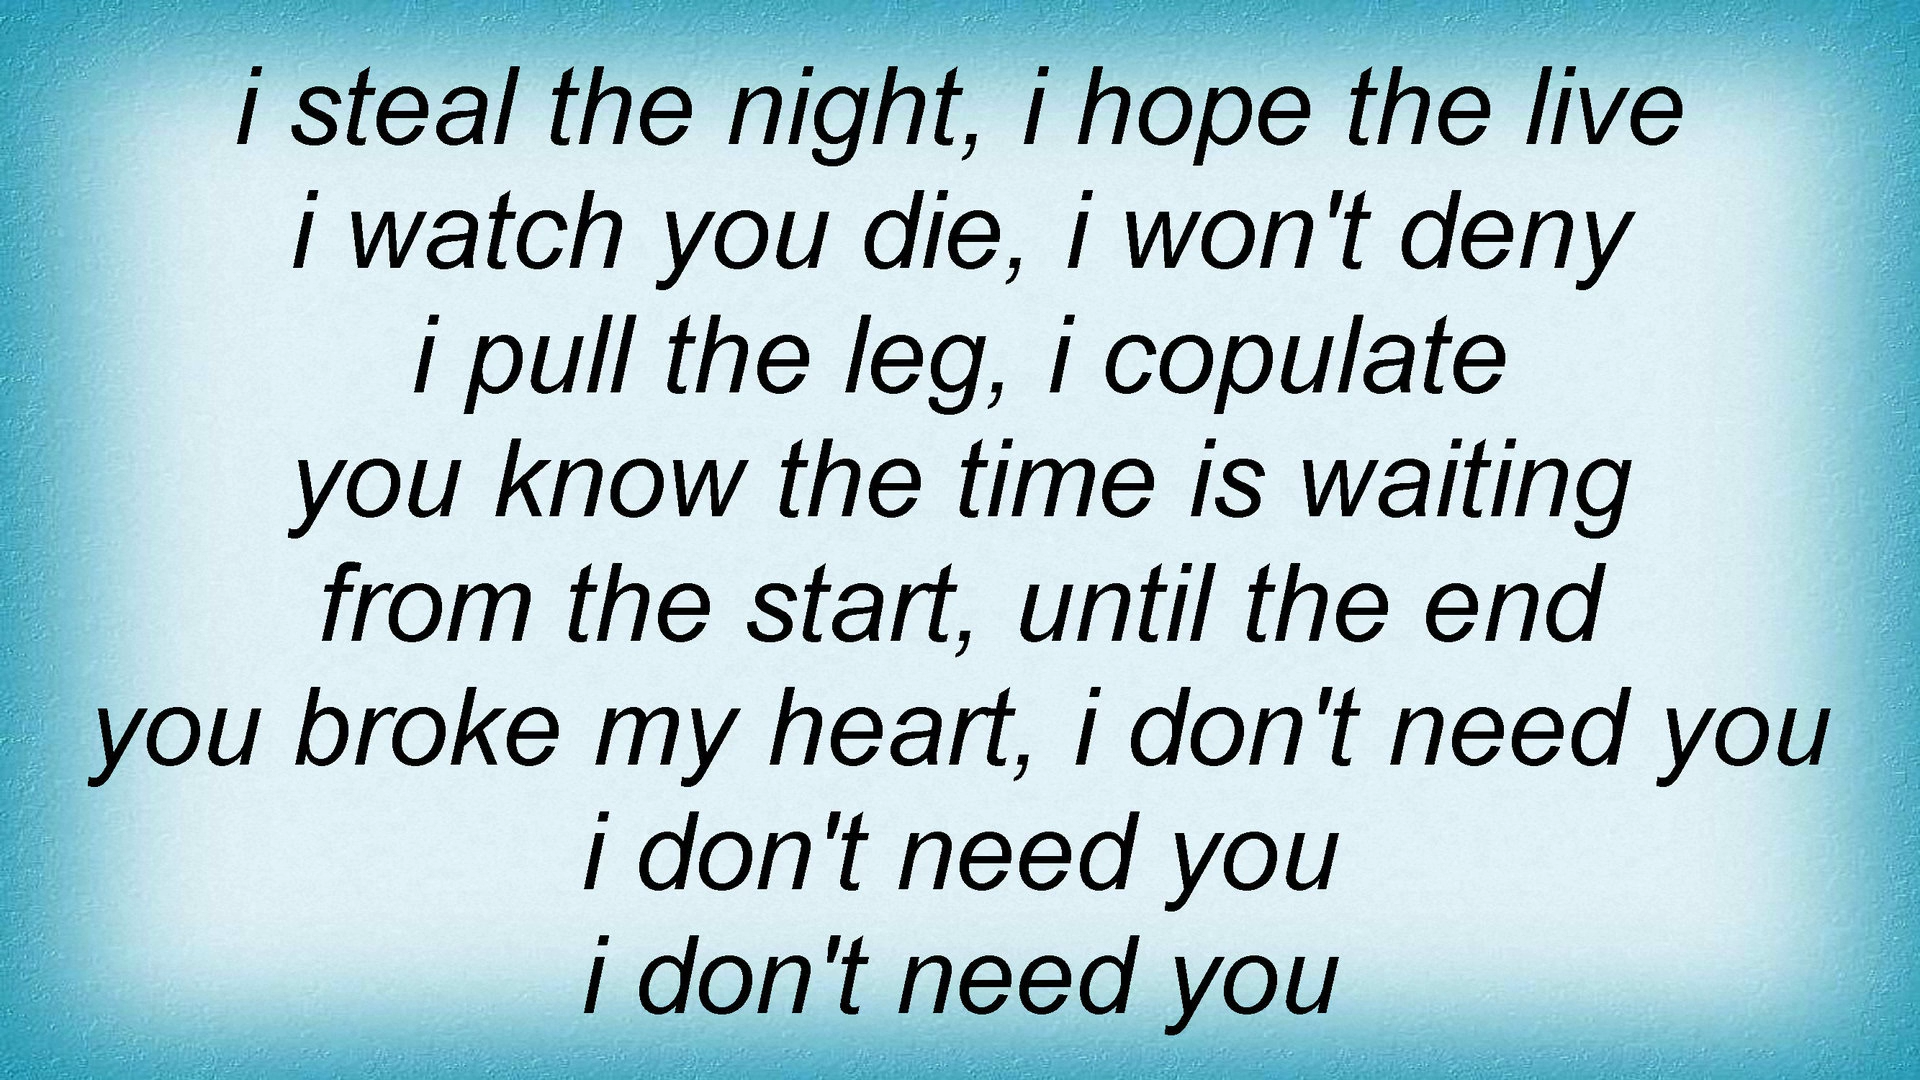 i steal the night, i hope the live
i watch you die, i won't deny
i pull the leg, i copulate
you know the time is waiting
from the start, until the end
you broke my heart, i don't need you
i don't need you
i don't need you